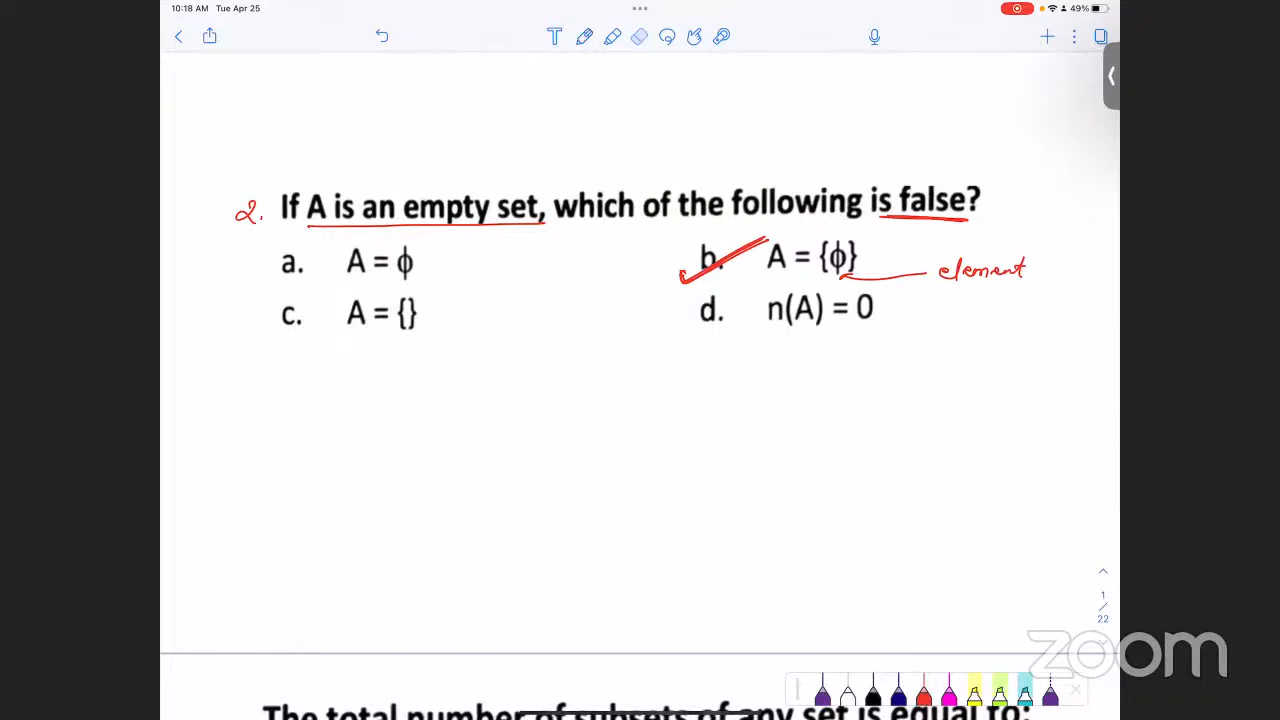 10:18 AM Tue Apr 25
49%
2. If A is an empty set, which of the following is false?
a. A = ϕ
b. A = {ϕ}
element
c. A = {}
d. n(A) = 0
1
/
22
zoom
The total number of subsets of any set is equal to: